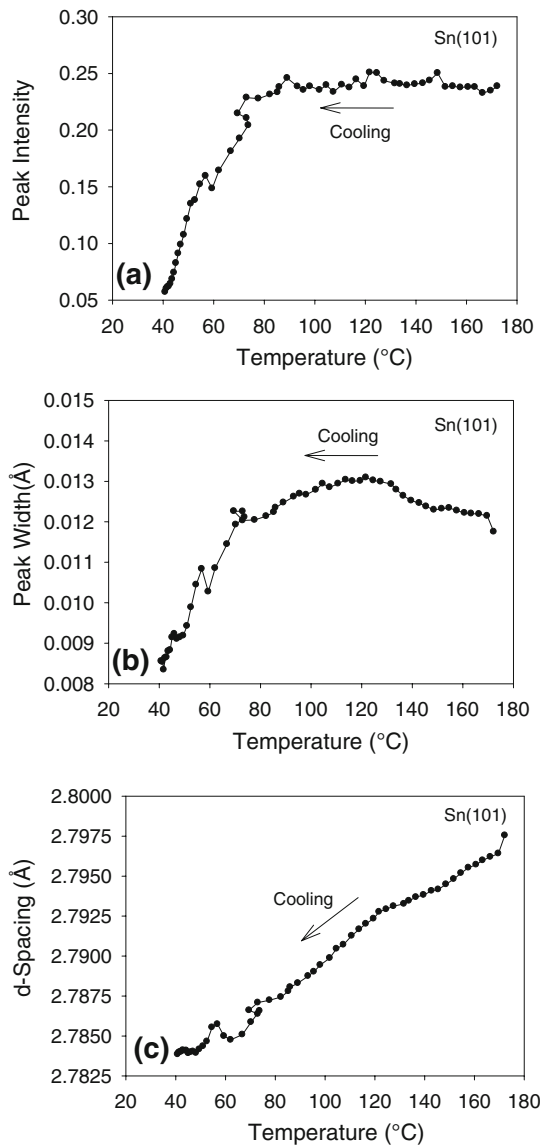 0.30
Sn(101)
0.25
0.20
Cooling
0.15
0.10
(a)
0.05
20 40 60 80 100 120 140 160 180
Peak Intensity
Temperature (°C)
0.015
Sn(101)
0.014
Cooling
0.013
0.012
0.011
0.010
0.009
(b)
0.008
20 40 60 80 100 120 140 160 180
Peak Width(Å)
Temperature (°C)
2.8000
Sn(101)
2.7975
2.7950
Cooling
2.7925
2.7900
2.7875
2.7850
(c)
2.7825
20 40 60 80 100 120 140 160 180
d-Spacing (Å)
Temperature (°C)